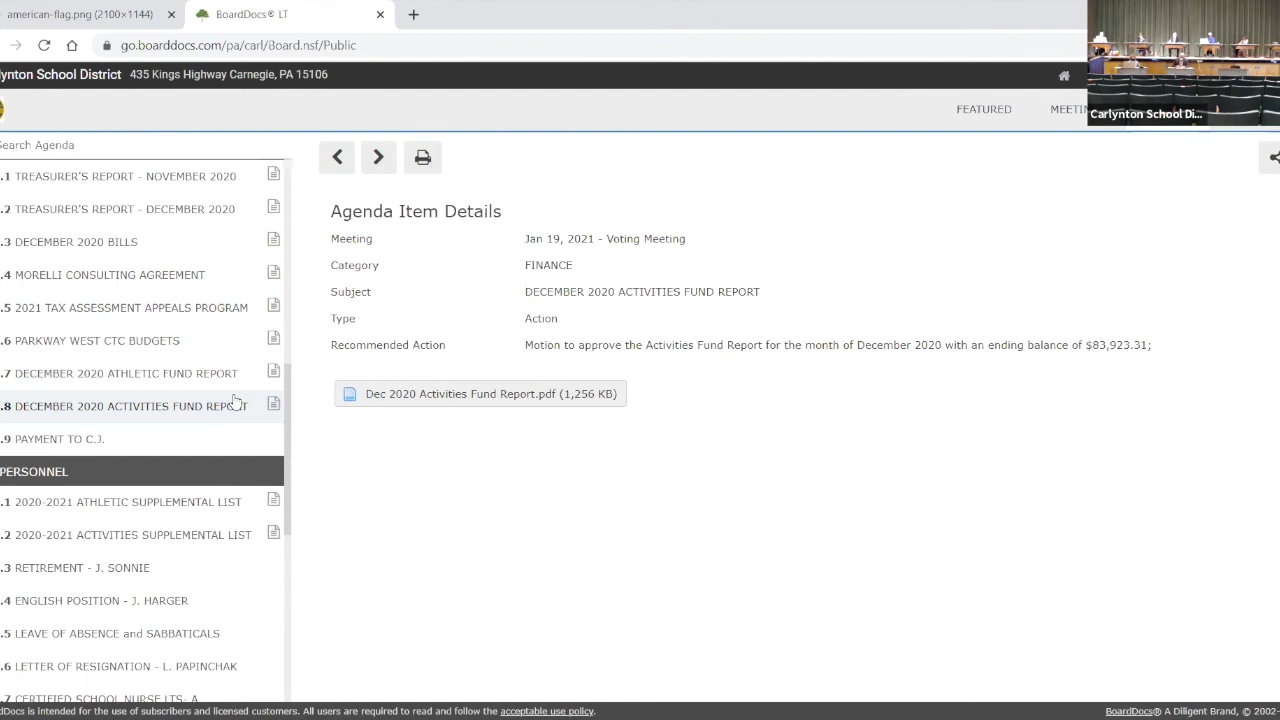 american-flag.png (2100×1144)
BoardDocs® LT
go.boarddocs.com/pa/carl/Board.nsf/Public
lynton School District 435 Kings Highway Carnegie, PA 15106
FEATURED
MEETIN
Carlynton School Di...
Search Agenda
.1 TREASURER'S REPORT - NOVEMBER 2020
.2 TREASURER'S REPORT - DECEMBER 2020
.3 DECEMBER 2020 BILLS
.4 MORELLI CONSULTING AGREEMENT
.5 2021 TAX ASSESSMENT APPEALS PROGRAM
.6 PARKWAY WEST CTC BUDGETS
.7 DECEMBER 2020 ATHLETIC FUND REPORT
.8 DECEMBER 2020 ACTIVITIES FUND REPORT
.9 PAYMENT TO C.J.
PERSONNEL
.1 2020-2021 ATHLETIC SUPPLEMENTAL LIST
.2 2020-2021 ACTIVITIES SUPPLEMENTAL LIST
.3 RETIREMENT - J. SONNIE
.4 ENGLISH POSITION - J. HARGER
.5 LEAVE OF ABSENCE and SABBATICALS
.6 LETTER OF RESIGNATION - L. PAPINCHAK
.7 CERTIFIED SCHOOL NURSE LTS- A
Agenda Item Details
Meeting Jan 19, 2021 - Voting Meeting
Category FINANCE
Subject DECEMBER 2020 ACTIVITIES FUND REPORT
Type Action
Recommended Action Motion to approve the Activities Fund Report for the month of December 2020 with an ending balance of $83,923.31;
Dec 2020 Activities Fund Report.pdf (1,256 KB)
rdDocs is intended for the use of subscribers and licensed customers. All users are required to read and follow the acceptable use policy.
BoardDocs® A Diligent Brand, © 2002-